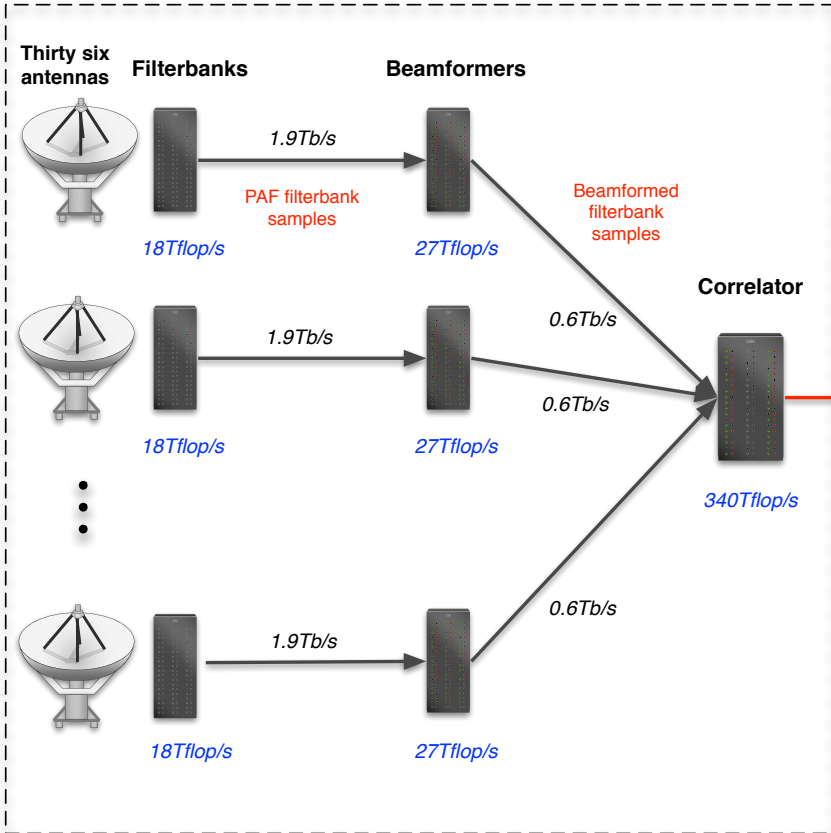 Thirty six
antennas
Filterbanks
Beamformers
1.9Tb/s
PAF filterbank
samples
Beamformed
filterbank
samples
18Tflop/s
27Tflop/s
Correlator
0.6Tb/s
1.9Tb/s
0.6Tb/s
18Tflop/s
27Tflop/s
340Tflop/s
0.6Tb/s
1.9Tb/s
18Tflop/s
27Tflop/s